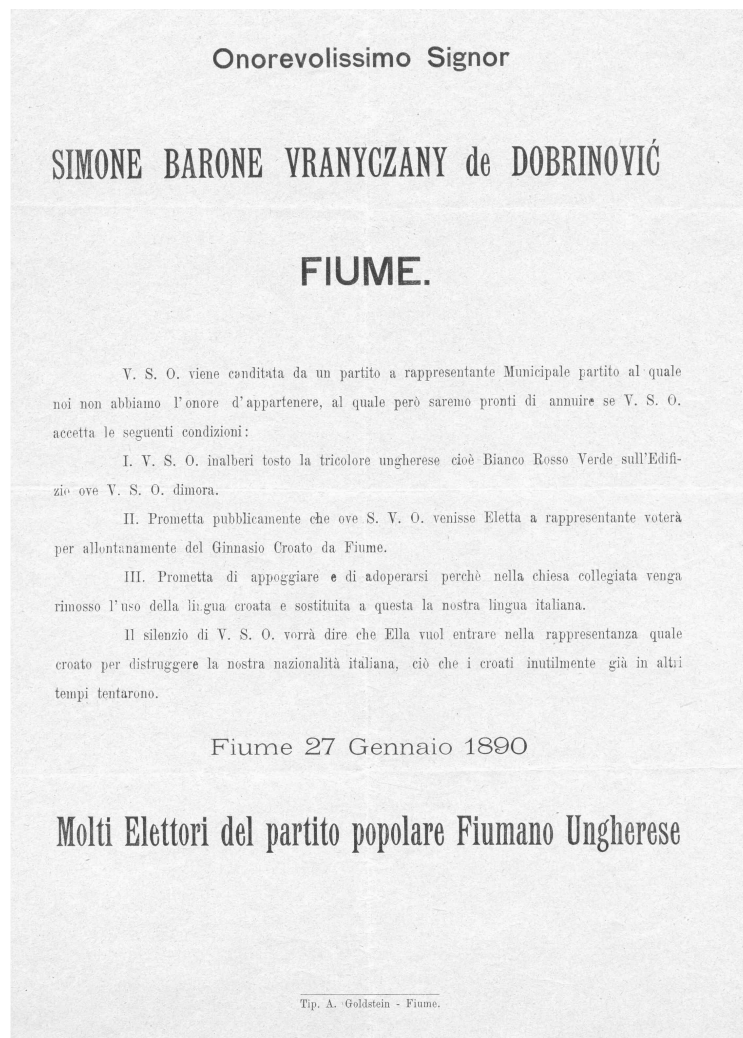 Onorevolissimo Signor
SIMONE BARONE VRANYCZANY de DOBRINOVIĆ
FIUME.
V. S. O. viene canditata da un partito a rappresentante Municipale partito al quale
noi non abbiamo l'onore d'appartenere, al quale però saremo pronti di annuire se V. S. O.
accetta le seguenti condizioni:
I. V. S. O. inalberi tosto la tricolore ungherese cioè Bianco Rosso Verde sull'Edifi-
zio ove V. S. O. dimora.
II. Prometta pubblicamente che ove S. V. O. venisse Eletta a rappresentante voterà
per allontanamente del Ginnasio Croato da Fiume.
III. Prometta di appoggiare e di adoperarsi perchè nella chiesa collegiata venga
rimosso l'uso della lingua croata e sostituita a questa la nostra lingua italiana.
Il silenzio di V. S. O. vorrà dire che Ella vuol entrare nella rappresentanza quale
croato per distruggere la nostra nazionalità italiana, ciò che i croati inutilmente già in altri
tempi tentarono.
Fiume 27 Gennaio 1890
Molti Elettori del partito popolare Fiumano Ungherese
Tip. A. Goldstein - Fiume.